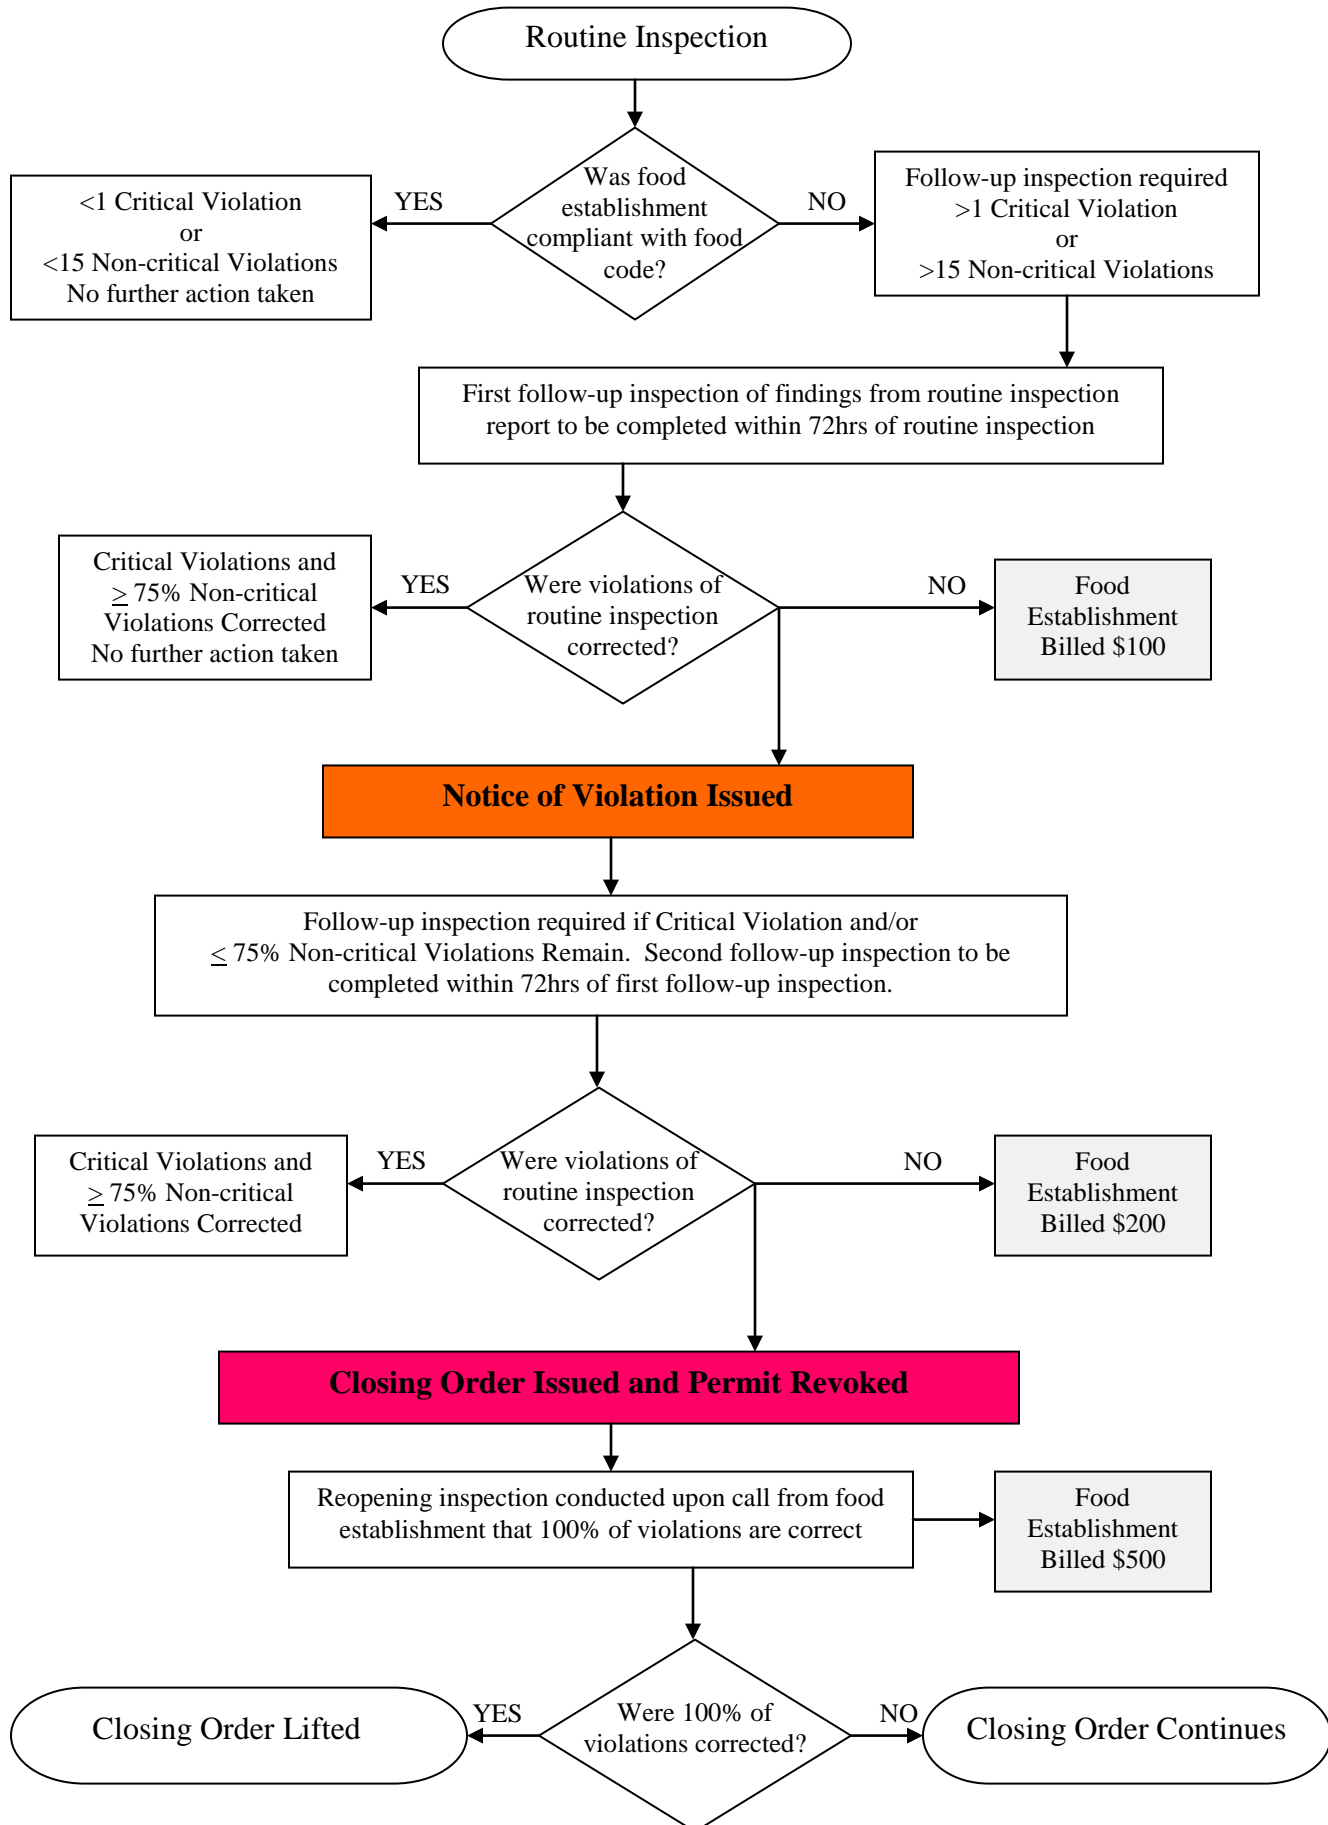 Routine Inspection
Was food
establishment
compliant with food
code?
YES
NO
<1 Critical Violation
or
<15 Non-critical Violations
No further action taken
Follow-up inspection required
>1 Critical Violation
or
>15 Non-critical Violations
First follow-up inspection of findings from routine inspection
report to be completed within 72hrs of routine inspection
Critical Violations and
≥ 75% Non-critical
Violations Corrected
No further action taken
YES
Were violations of
routine inspection
corrected?
NO
Food
Establishment
Billed $100
Notice of Violation Issued
Follow-up inspection required if Critical Violation and/or
≤ 75% Non-critical Violations Remain. Second follow-up inspection to be
completed within 72hrs of first follow-up inspection.
Critical Violations and
≥ 75% Non-critical
Violations Corrected
YES
Were violations of
routine inspection
corrected?
NO
Food
Establishment
Billed $200
Closing Order Issued and Permit Revoked
Reopening inspection conducted upon call from food
establishment that 100% of violations are correct
Food
Establishment
Billed $500
Closing Order Lifted
YES
Were 100% of
violations corrected?
NO
Closing Order Continues